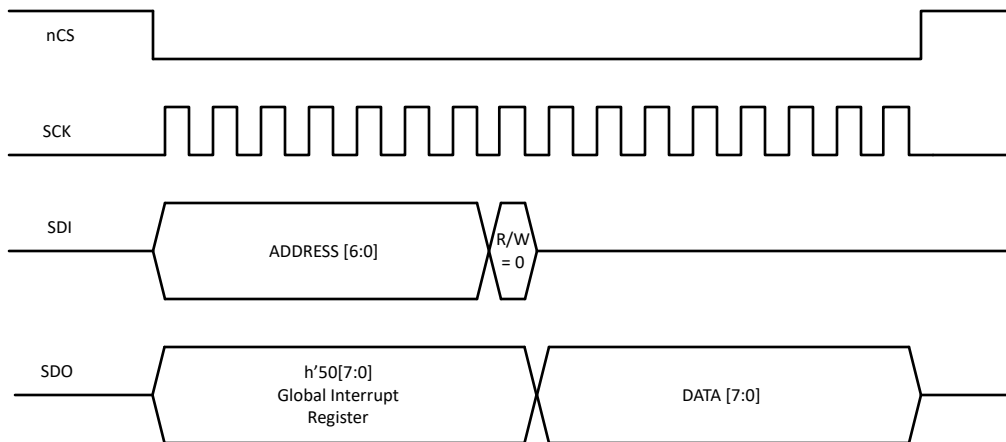 nCS
SCK
SDI
ADDRESS [6:0]
R/W
= 0
SDO
h’50[7:0]
Global Interrupt
Register
DATA [7:0]